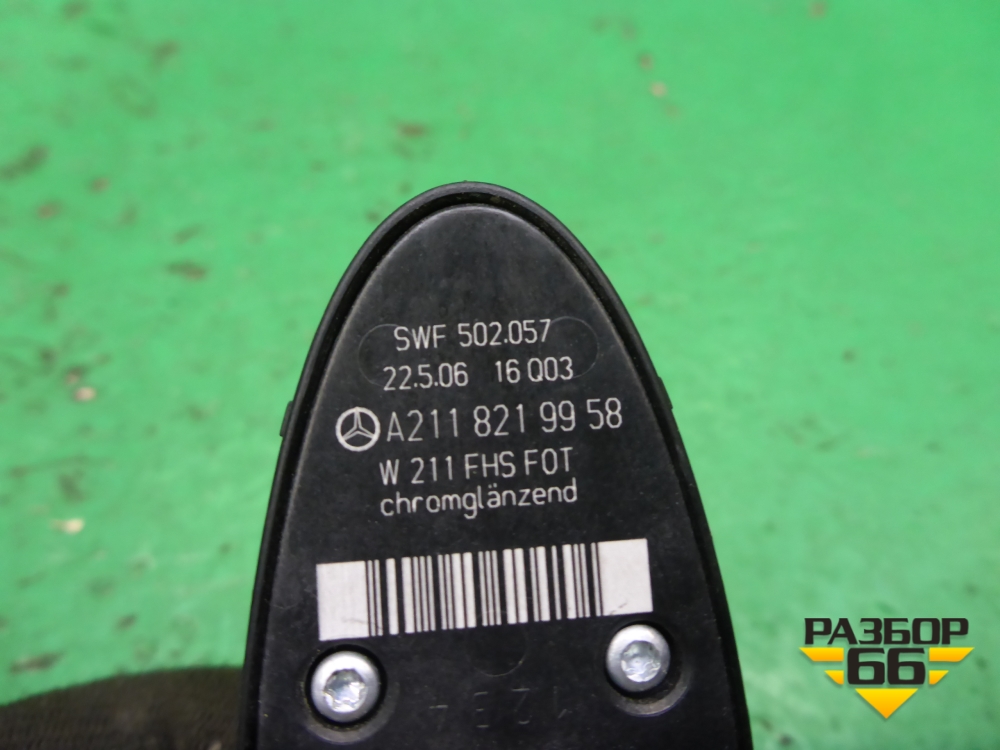 SWF 502.057
22.5.06 16 Q03
A211 821 99 58
W 211 FHS FOT
chromglänzend
РАЗБОР
66